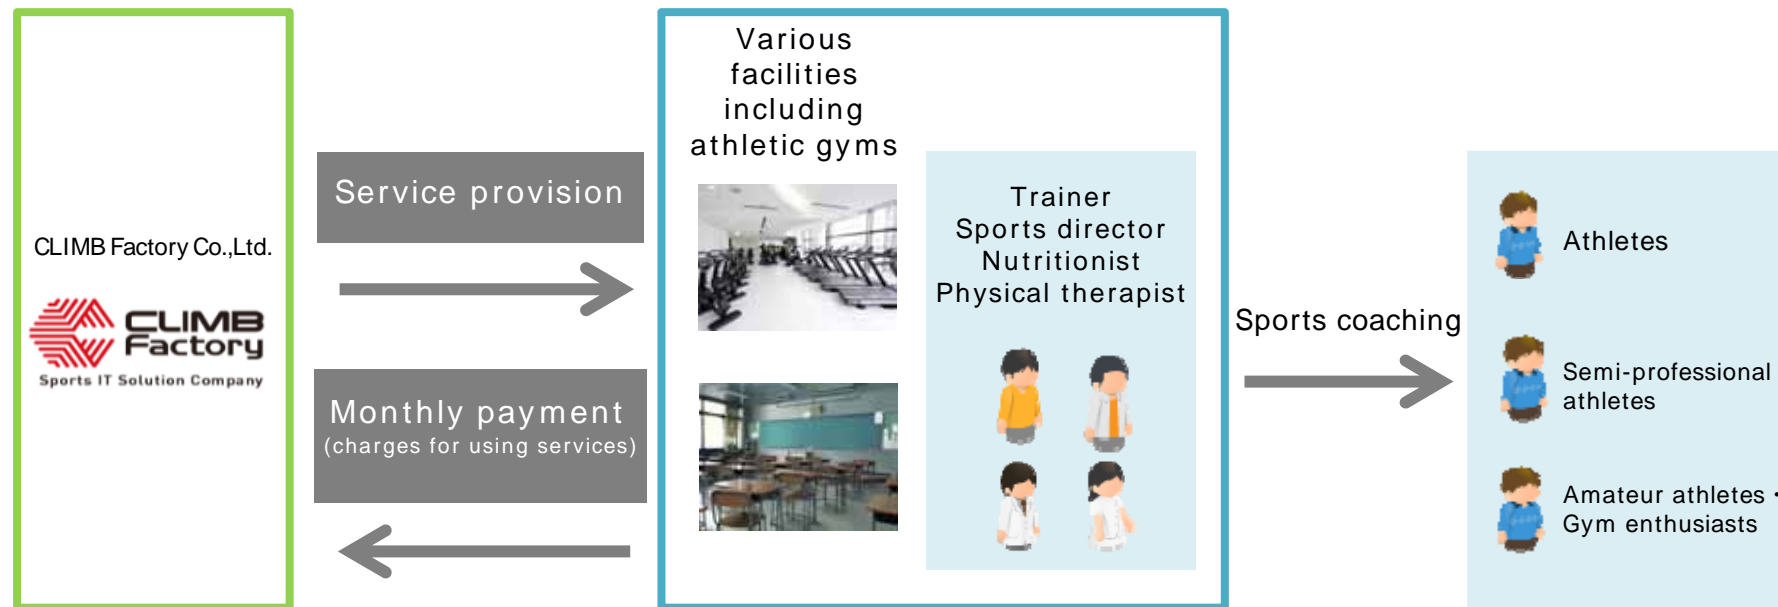 CLIMB Factory Co.,Ltd.
CLIMB
Factory
Sports IT Solution Company
Service provision
Monthly payment
(charges for using services)
Various
facilities
including
athletic gyms
Trainer
Sports director
Nutritionist
Physical therapist
Sports coaching
Athletes
Semi-professional
athletes
Amateur athletes・
Gym enthusiasts